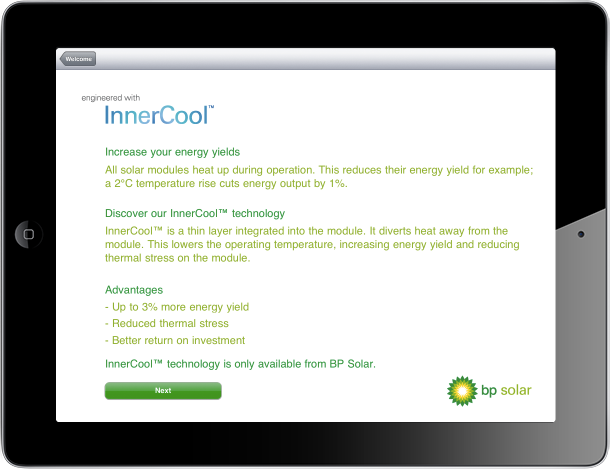 Welcome
engineered with
InnerCool™
Increase your energy yields
All solar modules heat up during operation. This reduces their energy yield for example;
a 2°C temperature rise cuts energy output by 1%.
Discover our InnerCool™ technology
InnerCool™ is a thin layer integrated into the module. It diverts heat away from the
module. This lowers the operating temperature, increasing energy yield and reducing
thermal stress on the module.
Advantages
- Up to 3% more energy yield
- Reduced thermal stress
- Better return on investment
InnerCool™ technology is only available from BP Solar.
Next
bp solar